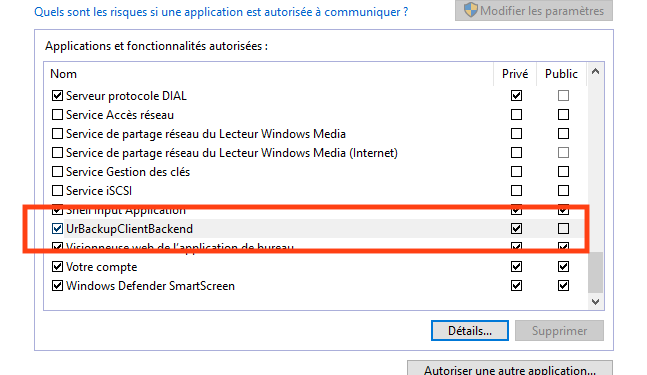 Quels sont les risques si une application est autorisée à communiquer ?
Modifier les paramètres
Applications et fonctionnalités autorisées :
Nom Privé Public
Serveur protocole DIAL
Service Accès réseau
Service de partage réseau du Lecteur Windows Media
Service de partage réseau du Lecteur Windows Media (Internet)
Service Gestion des clés
Service iSCSI
Shell Input Application
UrBackupClientBackend
Visionneuse web de l'application de bureau
Votre compte
Windows Defender SmartScreen
Détails... Supprimer
Autoriser une autre application...